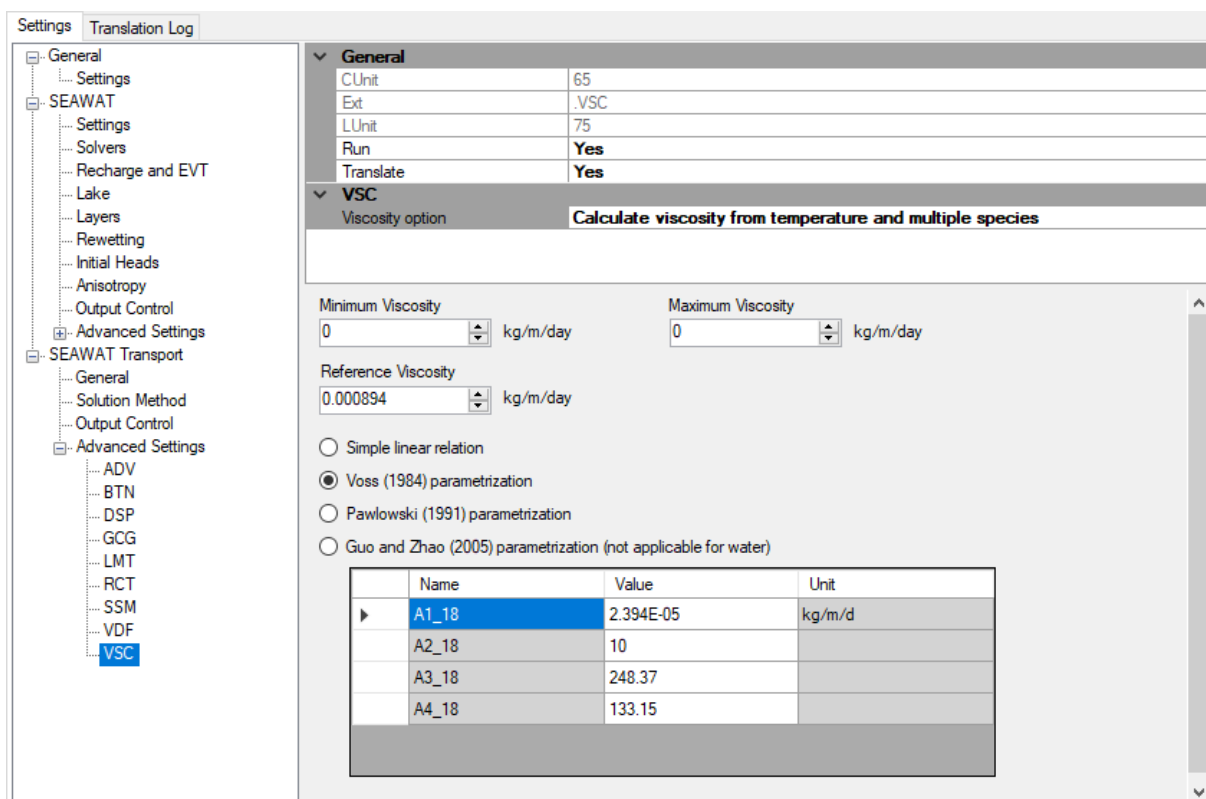 Settings Translation Log
General
Settings
SEAWAT
Settings
Solvers
Recharge and EVT
Lake
Layers
Rewetting
Initial Heads
Anisotropy
Output Control
Advanced Settings
SEAWAT Transport
General
Solution Method
Output Control
Advanced Settings
ADV
BTN
DSP
GCG
LMT
RCT
SSM
VDF
VSC
General
CUnit 65
Ext .VSC
LUnit 75
Run Yes
Translate Yes
VSC
Viscosity option Calculate viscosity from temperature and multiple species
Minimum Viscosity Maximum Viscosity
0 kg/m/day 0 kg/m/day
Reference Viscosity
0.000894 kg/m/day
Simple linear relation
Voss (1984) parametrization
Pawlowski (1991) parametrization
Guo and Zhao (2005) parametrization (not applicable for water)
Name Value Unit
A1_18 2.394E-05 kg/m/d
A2_18 10
A3_18 248.37
A4_18 133.15